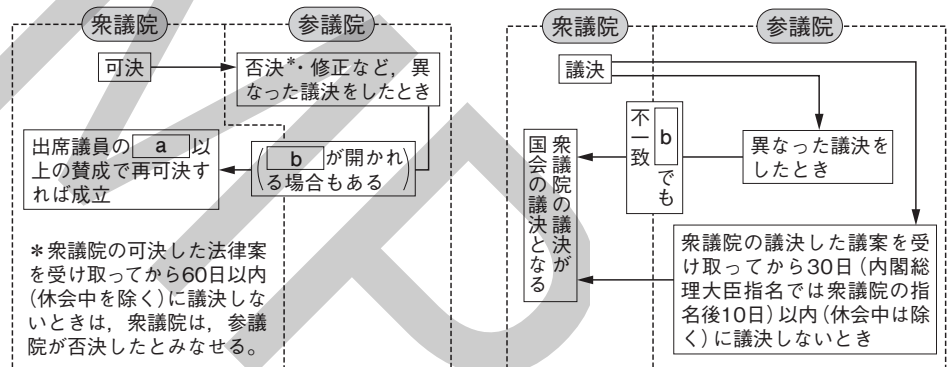 衆議院
参議院
可決
否決*・修正など，異
なった議決をしたとき
出席議員の a 以
上の賛成で再可決す
れば成立
( b が開かれ
る場合もある )
＊衆議院の可決した法律案
を受け取ってから60日以内
(休会中を除く)に議決しな
いときは，衆議院は，参議
院が否決したとみなせる。
衆議院
参議院
議決
異なった議決を
したとき
b でも
不一致
衆議院の議決が
国会の議決となる
衆議院の議決した議案を受
け取ってから30日(内閣総
理大臣指名では衆議院の指
名後10日)以内(休会中は除
く)に議決しないとき